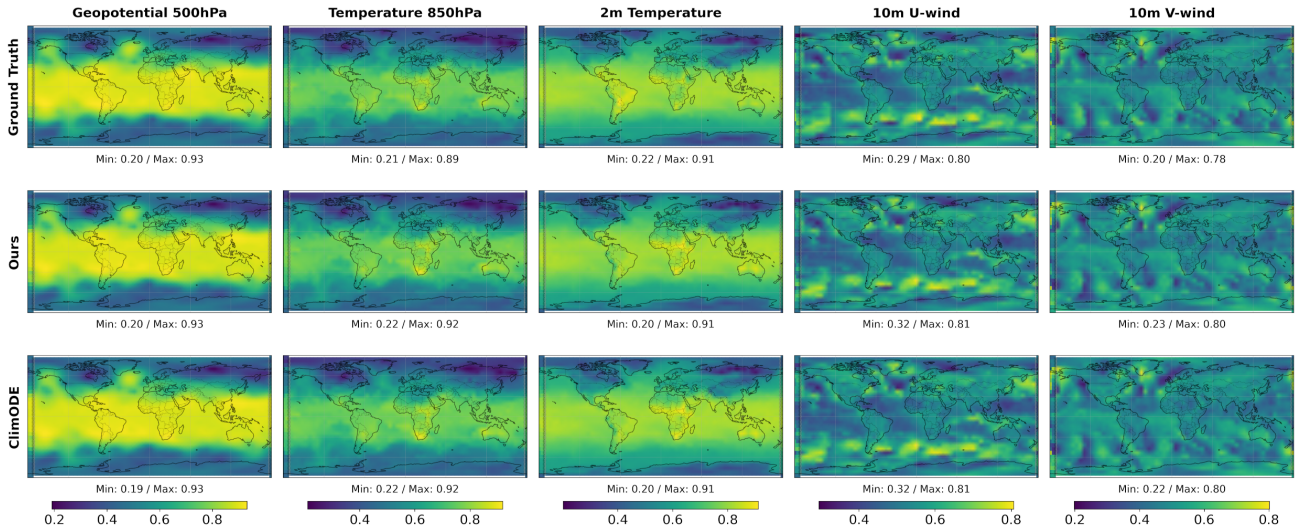 Geopotential 500hPa Temperature 850hPa 2m Temperature 10m U-wind 10m V-wind
Ground Truth
Min: 0.20 / Max: 0.93 Min: 0.21 / Max: 0.89 Min: 0.22 / Max: 0.91 Min: 0.29 / Max: 0.80 Min: 0.20 / Max: 0.78
Ours
Min: 0.20 / Max: 0.93 Min: 0.22 / Max: 0.92 Min: 0.20 / Max: 0.91 Min: 0.32 / Max: 0.81 Min: 0.23 / Max: 0.80
ClimODE
Min: 0.19 / Max: 0.93 Min: 0.22 / Max: 0.92 Min: 0.20 / Max: 0.91 Min: 0.32 / Max: 0.81 Min: 0.22 / Max: 0.80
0.2 0.4 0.6 0.8 0.4 0.6 0.8 0.4 0.6 0.8 0.4 0.6 0.8 0.2 0.4 0.6 0.8